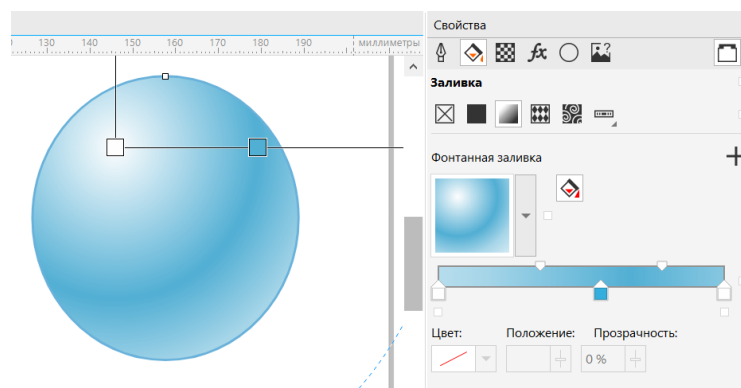 Свойства
130 140 150 160 170 180 190 миллиметры
Заливка
Фонтанная заливка
Цвет: Положение: Прозрачность:
0 %